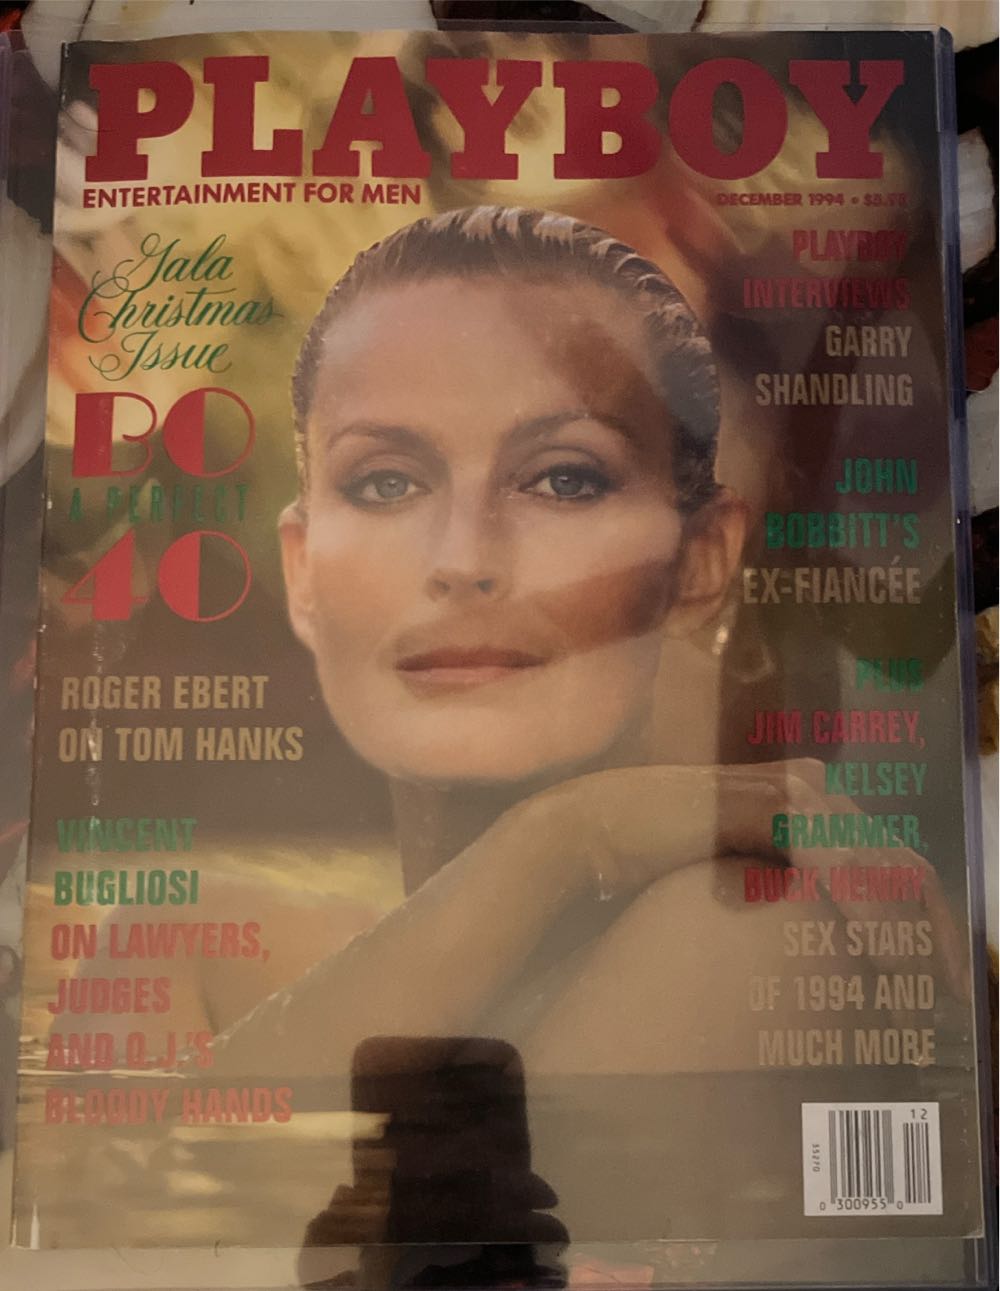 PLAYBOY
ENTERTAINMENT FOR MEN
DECEMBER 1994 •
Gala
Christmas
Issue
BO
A PERFECT
40
ROGER EBERT
ON TOM HANKS
VINCENT
BUGLIOSI
ON LAWYERS,
JUDGES
AND O.J.'S
BLOODY HANDS
PLAYBOY
INTERVIEWS
GARRY
SHANDLING
JOHN
BOBBITT'S
EX-FIANCÉE
PLUS
JIM CARREY,
KELSEY
GRAMMER,
BUCK HENRY,
SEX STARS
OF 1994 AND
MUCH MORE
12
35270
0 300955 0